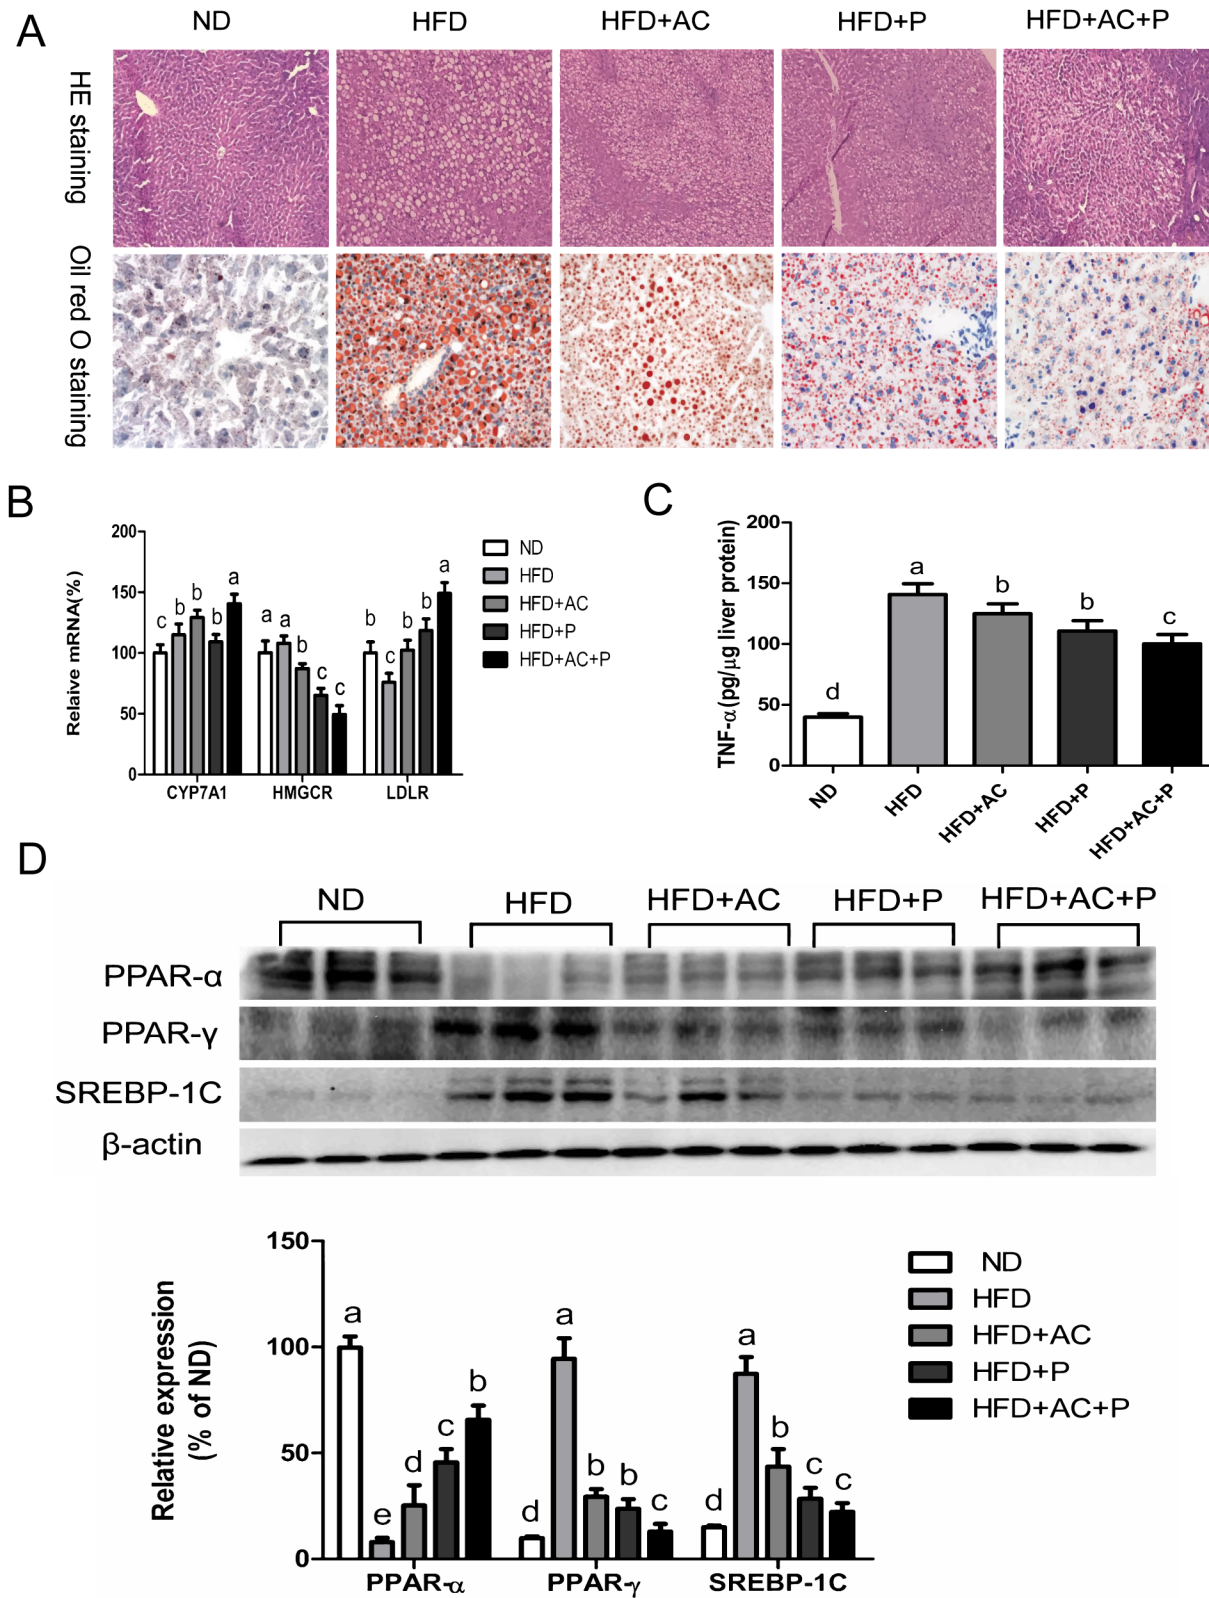 A
ND HFD HFD+AC HFD+P HFD+AC+P
HE staining
Oil red O staining
B
Relaive mRNA(%)
200
150
100
50
0
c b b b a
a a b c c
b c b b a
CYP7A1 HMGCR LDLR
ND
HFD
HFD+AC
HFD+P
HFD+AC+P
C
TNF-α(pg/μg liver protein)
200
150
100
50
0
d a b b c
ND HFD HFD+AC HFD+P HFD+AC+P
D
ND HFD HFD+AC HFD+P HFD+AC+P
PPAR-α
PPAR-γ
SREBP-1C
β-actin
Relative expression
(% of ND)
150
100
50
0
a e d c b
d a b b c
d a b c c
PPAR-α PPAR-γ SREBP-1C
ND
HFD
HFD+AC
HFD+P
HFD+AC+P